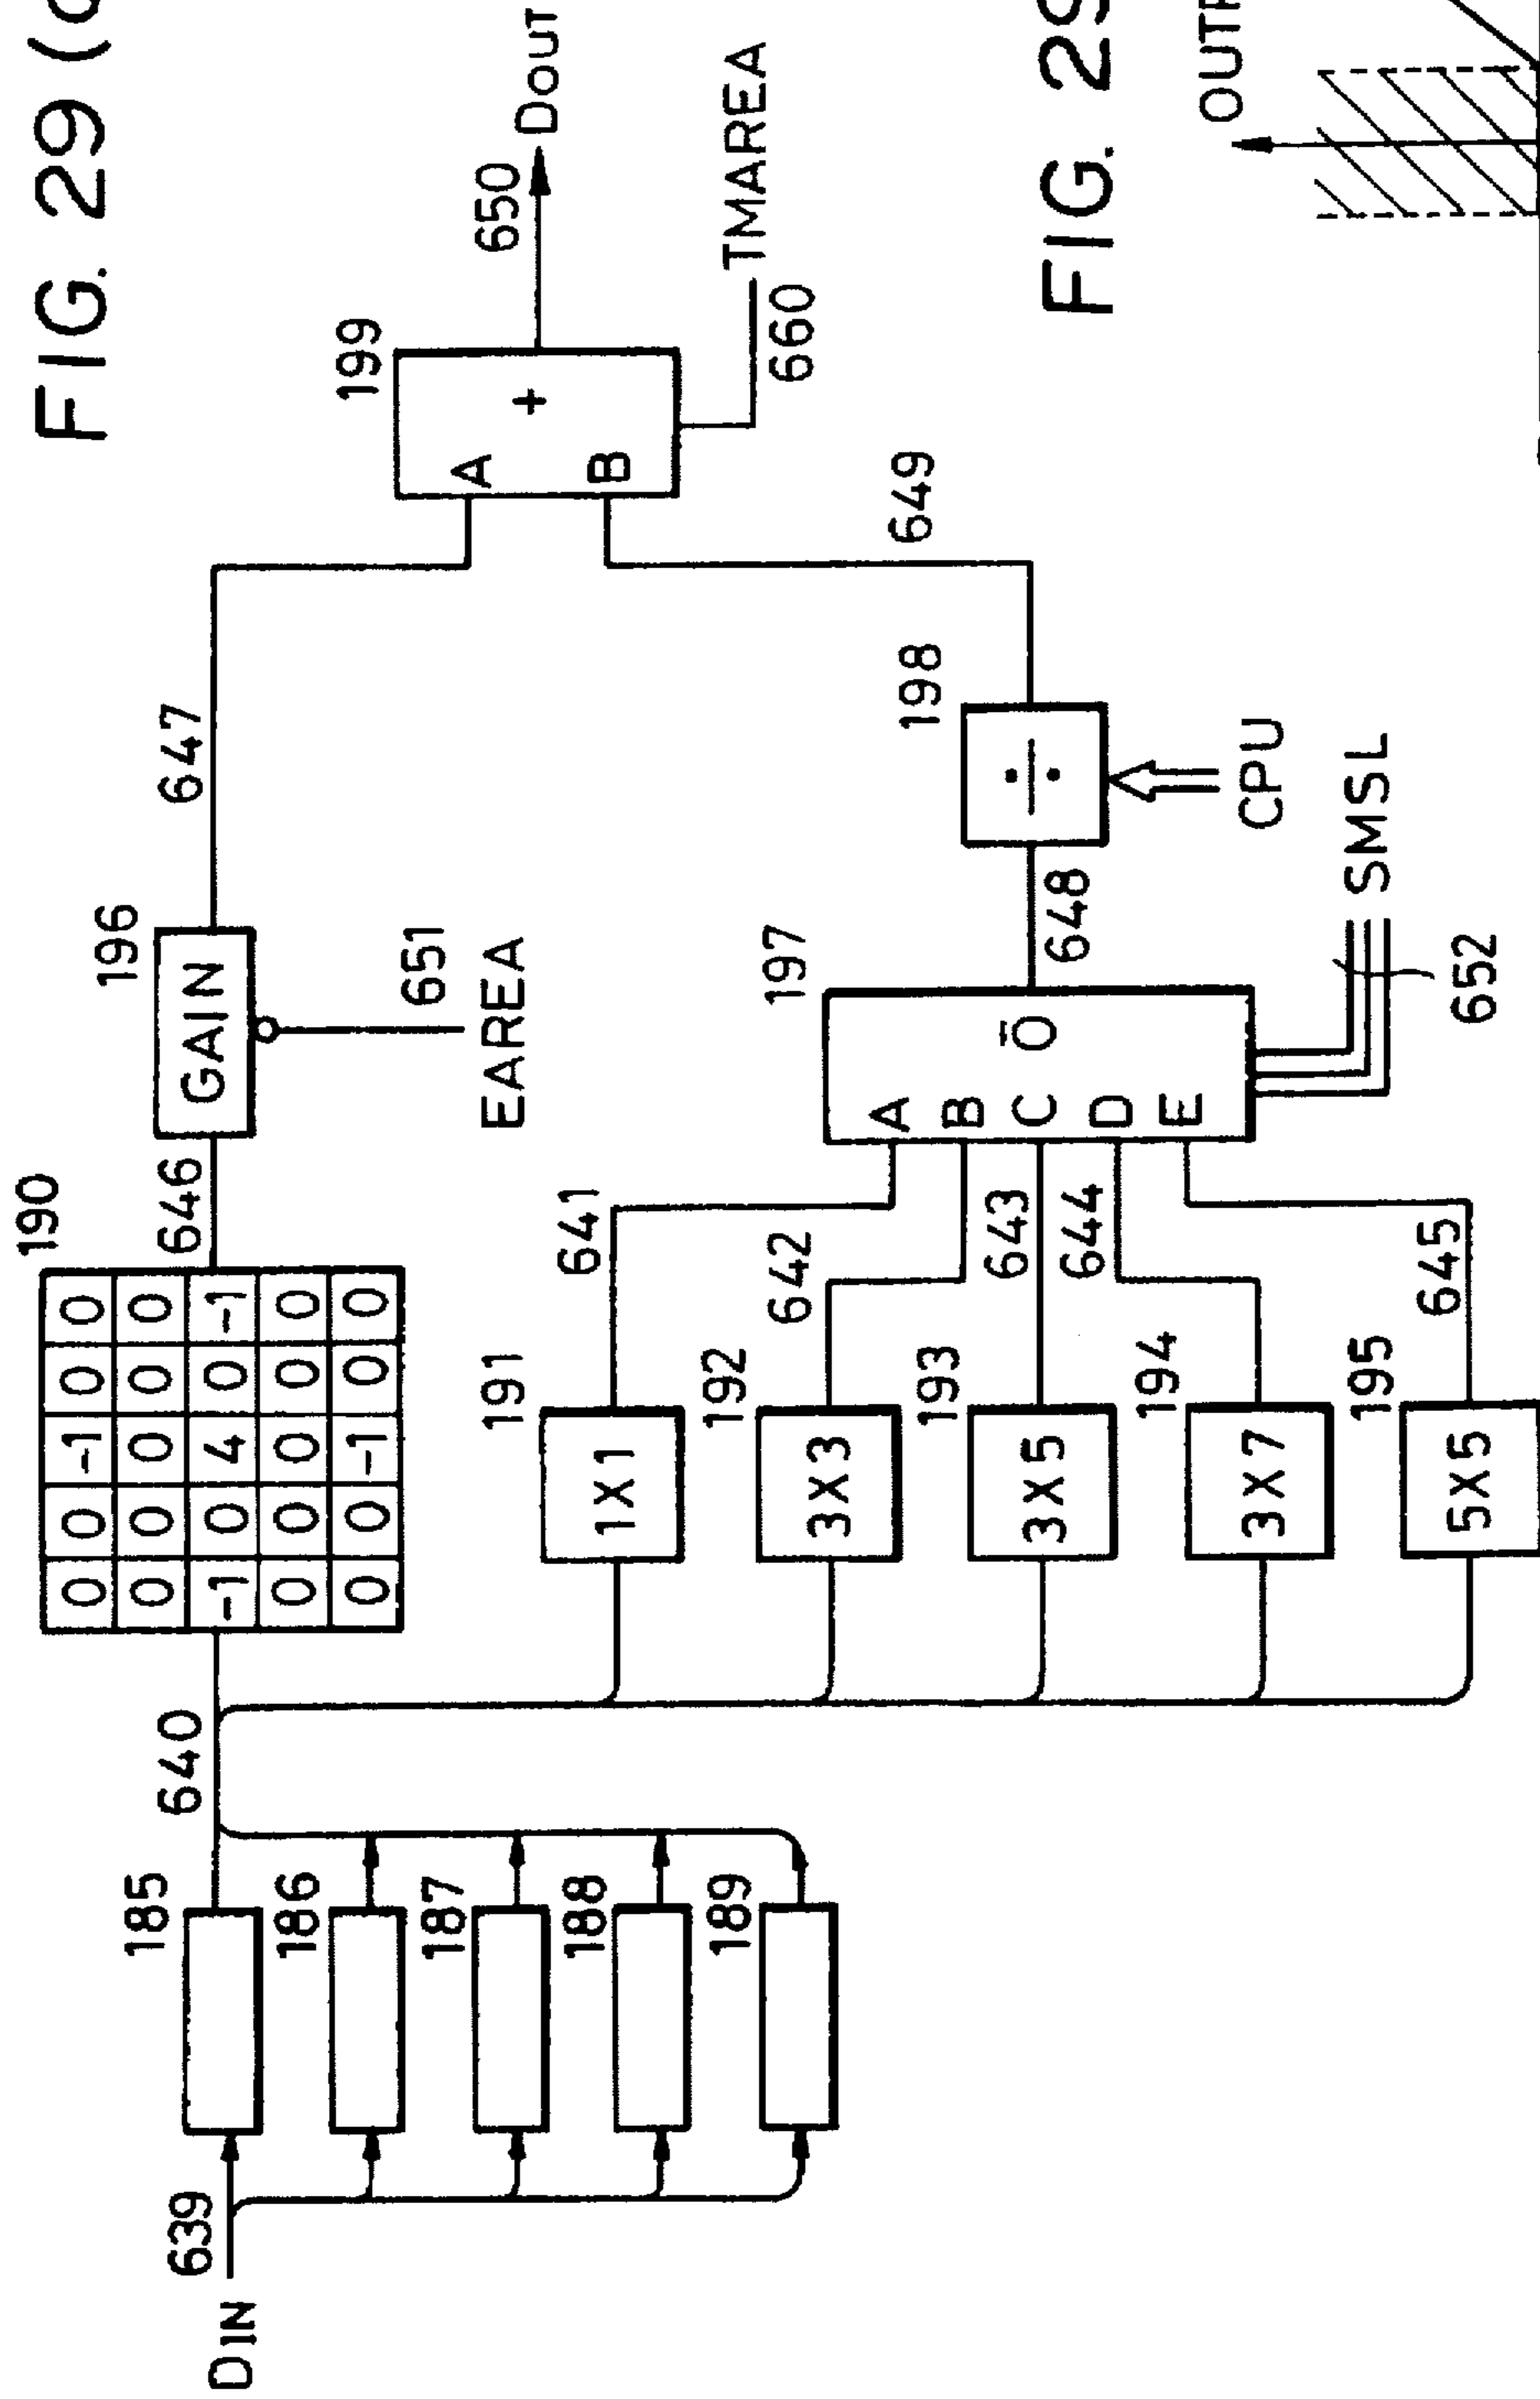 FIG. 29 (
FIG. 29
OUTP
DIN
639
185
186
187
188
189
640
190
0 0 -1 0 0
0 0 0 0 0
-1 0 4 0 -1
0 0 0 0 0
0 0 -1 0 0
646
196
GAIN
651
EAREA
647
191
1X1
641
192
3X3
642
193
3X5
643
194
3X7
644
195
5X5
645
197
A
B
C
D
E
Ō
652
SMSL
648
198
÷
CPU
649
199
A
B
+
650
DOUT
660
TMAREA